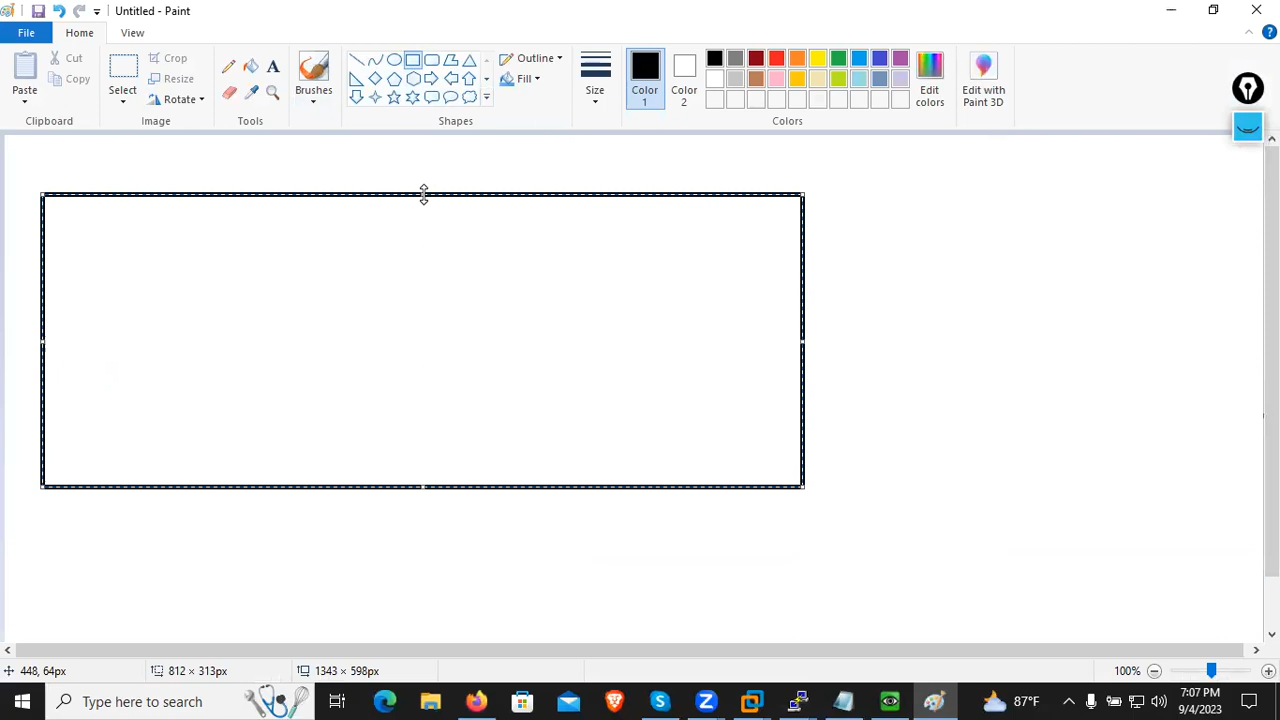 Untitled - Paint
File
Home
View
Paste
Cut
Copy
Clipboard
Select
Crop
Resize
Rotate
Image
A
Tools
Brushes
Shapes
Outline
Fill
Size
Color 1
Color 2
Edit colors
Colors
Edit with Paint 3D
448, 64px
812 × 313px
1343 × 598px
100%
Type here to search
87°F
7:07 PM
9/4/2023